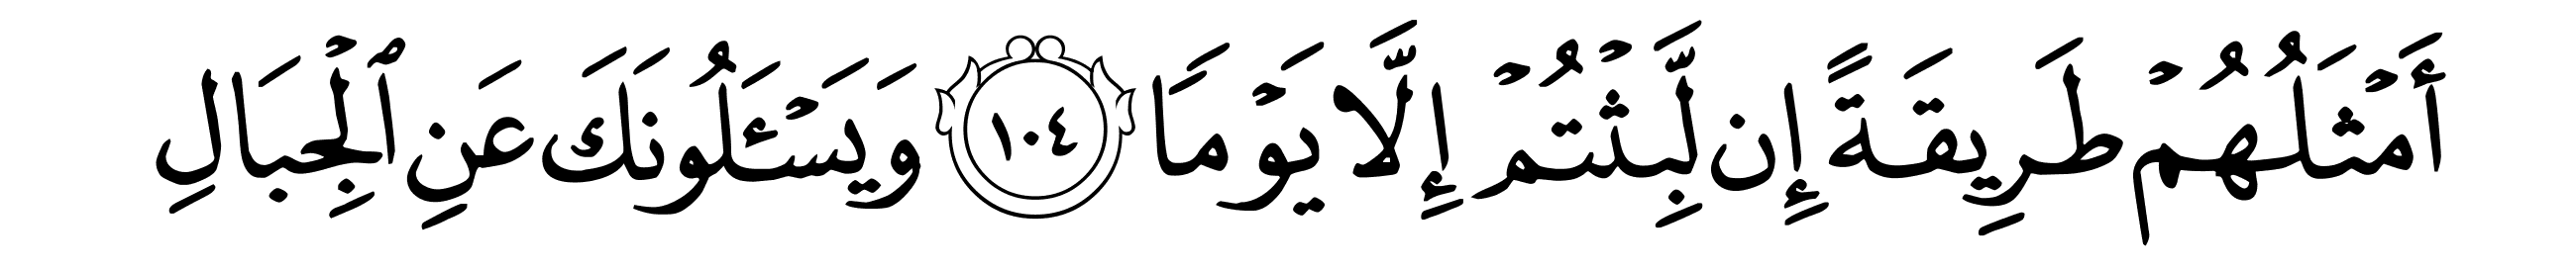 أَمۡثَلُهُمۡ طَرِيقَةً إِن لَّبِثۡتُمۡ إِلَّا يَوۡمَا ١٠٤ وَيَسۡـَٔلُونَكَ عَنِ ٱلۡجِبَالِ